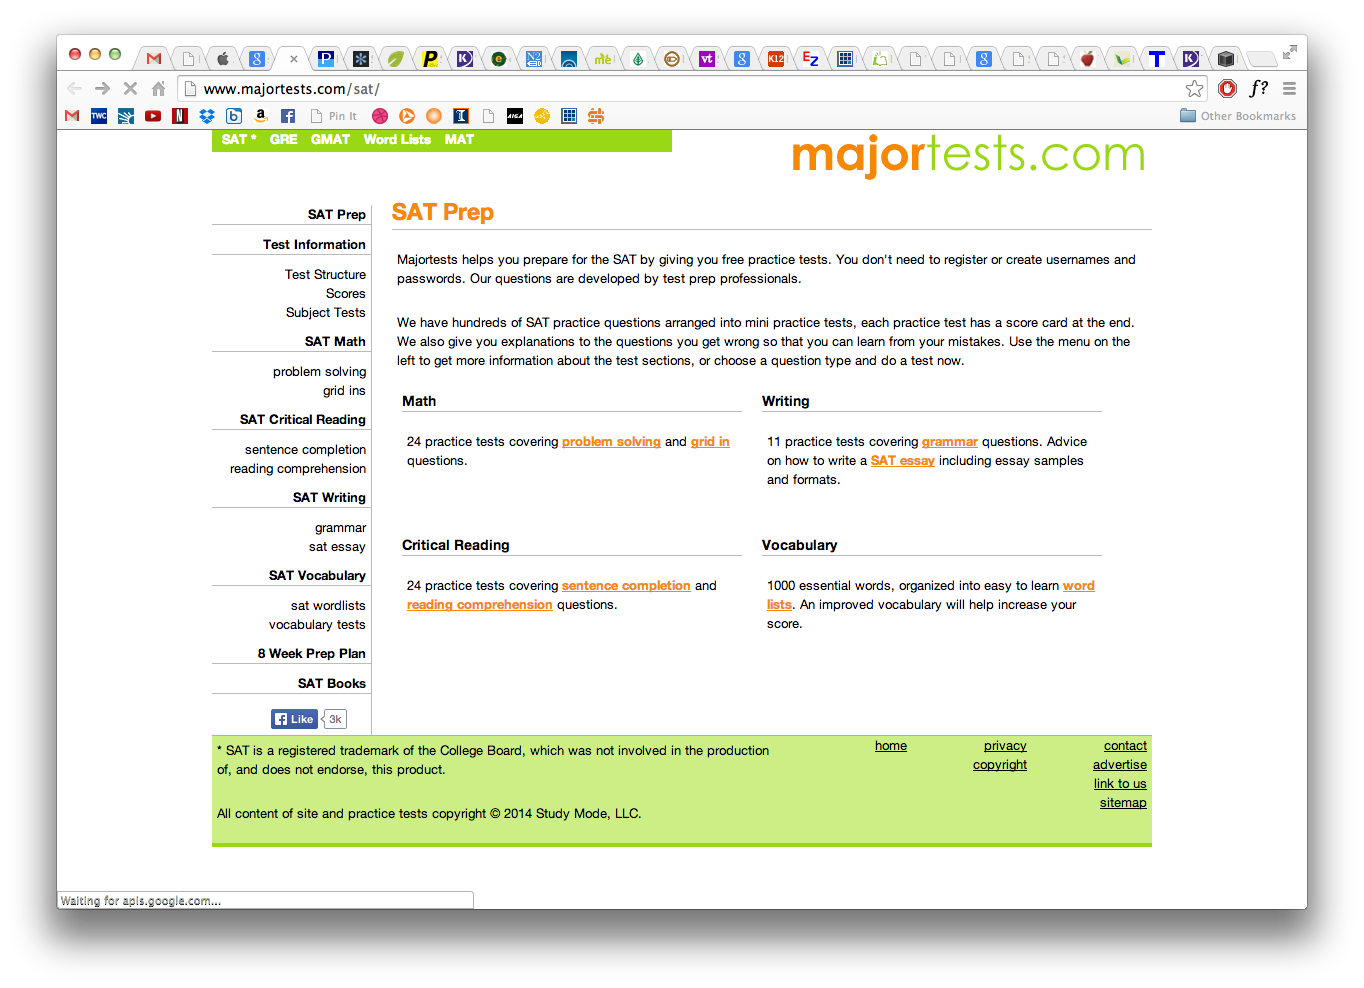 www.majortests.com/sat/
TWC
Pin It
AIGA
Other Bookmarks
SAT * GRE GMAT Word Lists MAT
majortests.com
SAT Prep
Test Information
Test Structure
Scores
Subject Tests
SAT Math
problem solving
grid ins
SAT Critical Reading
sentence completion
reading comprehension
SAT Writing
grammar
sat essay
SAT Vocabulary
sat wordlists
vocabulary tests
8 Week Prep Plan
SAT Books
Like 3k
SAT Prep
Majortests helps you prepare for the SAT by giving you free practice tests. You don't need to register or create usernames and
passwords. Our questions are developed by test prep professionals.
We have hundreds of SAT practice questions arranged into mini practice tests, each practice test has a score card at the end.
We also give you explanations to the questions you get wrong so that you can learn from your mistakes. Use the menu on the
left to get more information about the test sections, or choose a question type and do a test now.
Math
24 practice tests covering problem solving and grid in
questions.
Writing
11 practice tests covering grammar questions. Advice
on how to write a SAT essay including essay samples
and formats.
Critical Reading
24 practice tests covering sentence completion and
reading comprehension questions.
Vocabulary
1000 essential words, organized into easy to learn word
lists. An improved vocabulary will help increase your
score.
* SAT is a registered trademark of the College Board, which was not involved in the production
of, and does not endorse, this product.
All content of site and practice tests copyright © 2014 Study Mode, LLC.
home
privacy
copyright
contact
advertise
link to us
sitemap
Waiting for apis.google.com...